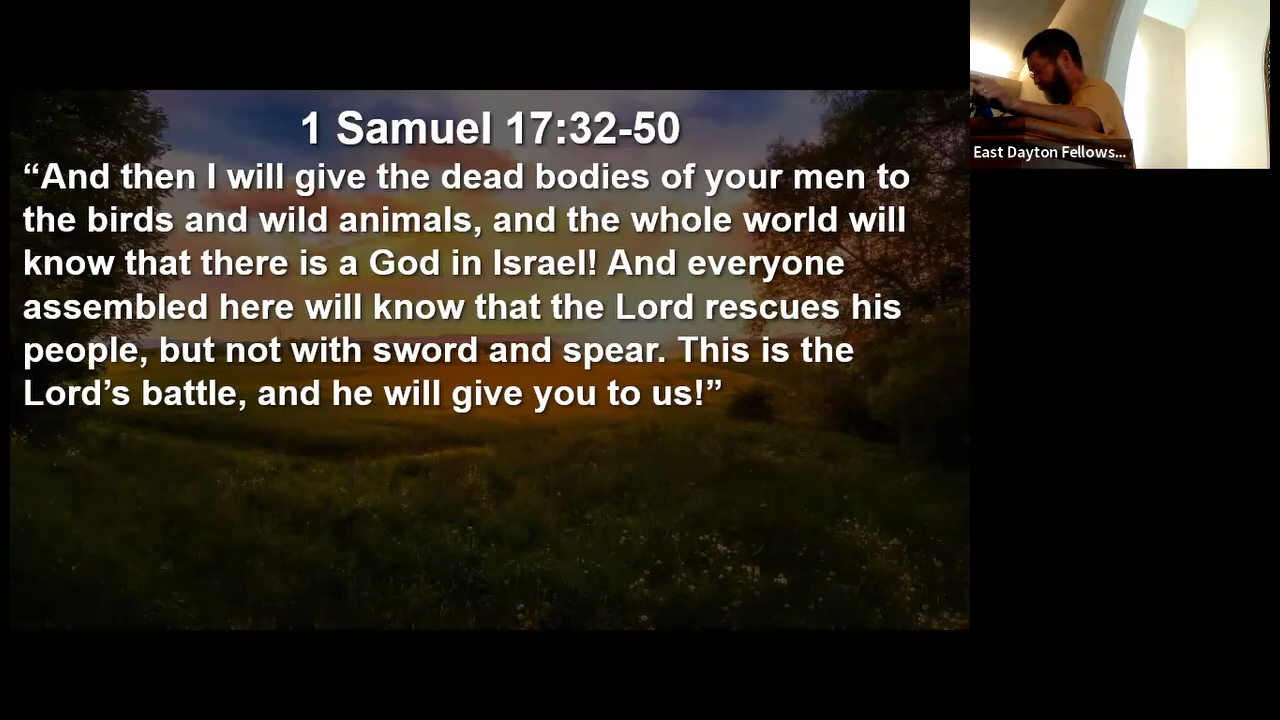 1 Samuel 17:32-50
“And then I will give the dead bodies of your men to
the birds and wild animals, and the whole world will
know that there is a God in Israel! And everyone
assembled here will know that the Lord rescues his
people, but not with sword and spear. This is the
Lord’s battle, and he will give you to us!”
East Dayton Fellows...